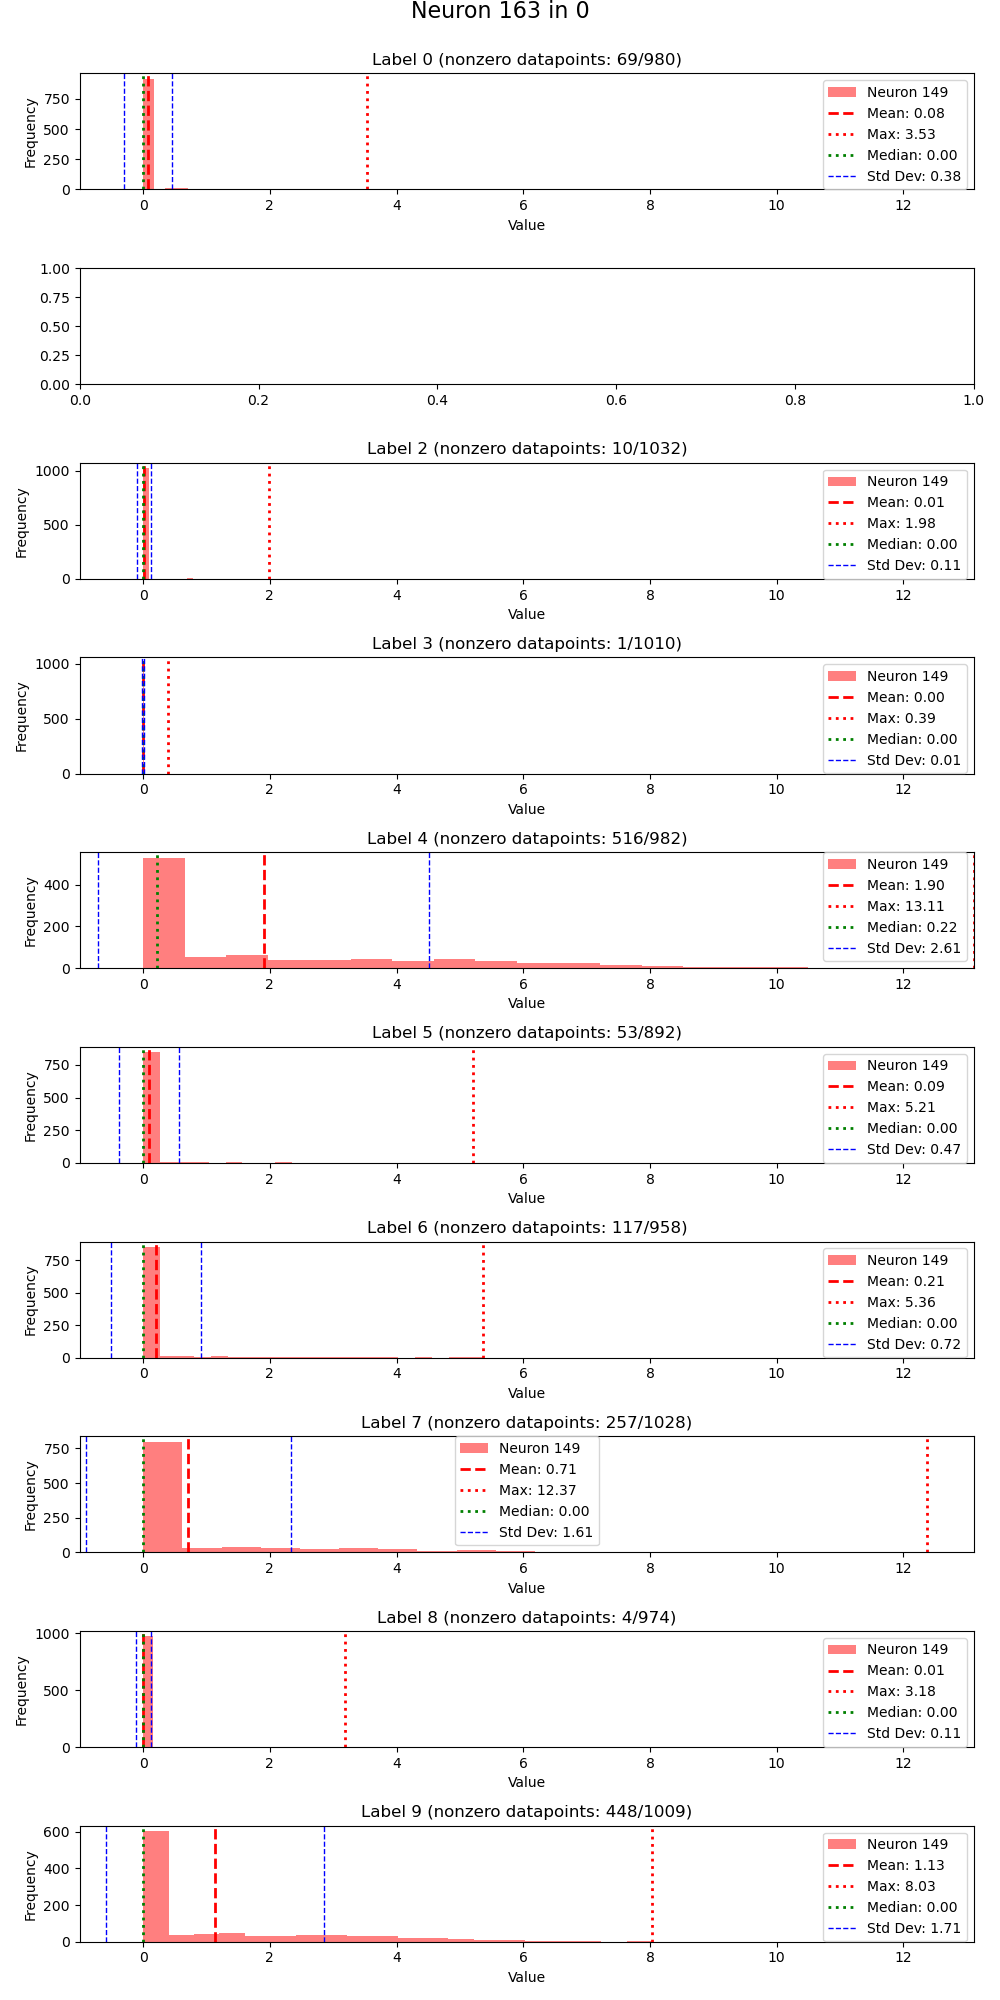 Neuron 163 in 0
Label 0 (nonzero datapoints: 69/980)
Frequency
750
500
250
0
Neuron 149
Mean: 0.08
Max: 3.53
Median: 0.00
Std Dev: 0.38
0 2 4 6 8 10 12
Value
1.00
0.75
0.50
0.25
0.00
0.0 0.2 0.4 0.6 0.8 1.0
Label 2 (nonzero datapoints: 10/1032)
Frequency
1000
500
0
Neuron 149
Mean: 0.01
Max: 1.98
Median: 0.00
Std Dev: 0.11
0 2 4 6 8 10 12
Value
Label 3 (nonzero datapoints: 1/1010)
Frequency
1000
500
0
Neuron 149
Mean: 0.00
Max: 0.39
Median: 0.00
Std Dev: 0.01
0 2 4 6 8 10 12
Value
Label 4 (nonzero datapoints: 516/982)
Frequency
400
200
0
Neuron 149
Mean: 1.90
Max: 13.11
Median: 0.22
Std Dev: 2.61
0 2 4 6 8 10 12
Value
Label 5 (nonzero datapoints: 53/892)
Frequency
750
500
250
0
Neuron 149
Mean: 0.09
Max: 5.21
Median: 0.00
Std Dev: 0.47
0 2 4 6 8 10 12
Value
Label 6 (nonzero datapoints: 117/958)
Frequency
750
500
250
0
Neuron 149
Mean: 0.21
Max: 5.36
Median: 0.00
Std Dev: 0.72
0 2 4 6 8 10 12
Value
Label 7 (nonzero datapoints: 257/1028)
Frequency
750
500
250
0
Neuron 149
Mean: 0.71
Max: 12.37
Median: 0.00
Std Dev: 1.61
0 2 4 6 8 10 12
Value
Label 8 (nonzero datapoints: 4/974)
Frequency
1000
500
0
Neuron 149
Mean: 0.01
Max: 3.18
Median: 0.00
Std Dev: 0.11
0 2 4 6 8 10 12
Value
Label 9 (nonzero datapoints: 448/1009)
Frequency
600
400
200
0
Neuron 149
Mean: 1.13
Max: 8.03
Median: 0.00
Std Dev: 1.71
0 2 4 6 8 10 12
Value